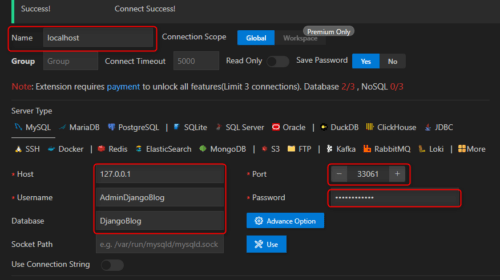 Success! Connect Success!
Premium Only
Name localhost Connection Scope Global Workspace
Group Group Connect Timeout 5000 Read Only Save Password Yes No
Note: Extension requires payment to unlock all features(Limit 3 connections). Database 2/3 , NoSQL 0/3
Server Type
MySQL MariaDB PostgreSQL | SQLite SQL Server Oracle | DuckDB ClickHouse JDBC
SSH Docker | Redis ElasticSearch MongoDB | S3 FTP | Kafka RabbitMQ Loki | More
* Host 127.0.0.1 * Port − 33061 +
* Username AdminDjangoBlog * Password ••••••••••••
Database DjangoBlog Advance Option
Socket Path e.g. /var/run/mysqld/mysqld.sock Use
Use Connection String